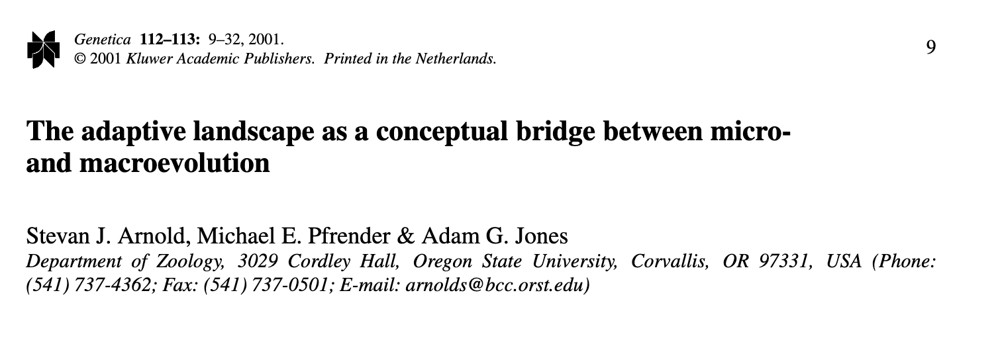 Genetica 112–113: 9–32, 2001.
© 2001 Kluwer Academic Publishers. Printed in the Netherlands.
9
The adaptive landscape as a conceptual bridge between micro-
and macroevolution
Stevan J. Arnold, Michael E. Pfrender & Adam G. Jones
Department of Zoology, 3029 Cordley Hall, Oregon State University, Corvallis, OR 97331, USA (Phone:
(541) 737-4362; Fax: (541) 737-0501; E-mail: arnolds@bcc.orst.edu)